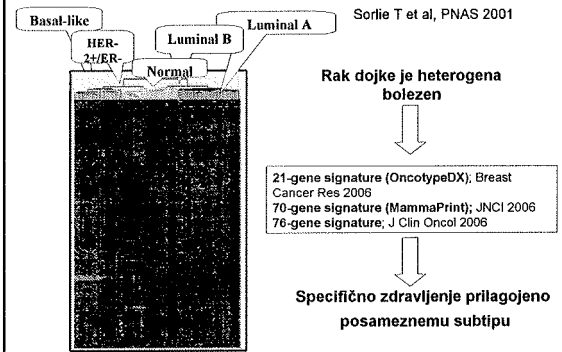 Sorlie T et al, PNAS 2001
Basal-like
HER-
2+/ER-
Normal
Luminal B
Luminal A
Rak dojke je heterogena
bolezen
21-gene signature (OncotypeDX); Breast
Cancer Res 2006
70-gene signature (MammaPrint); JNCI 2006
76-gene signature; J Clin Oncol 2006
Specifično zdravljenje prilagojeno
posameznemu subtipu